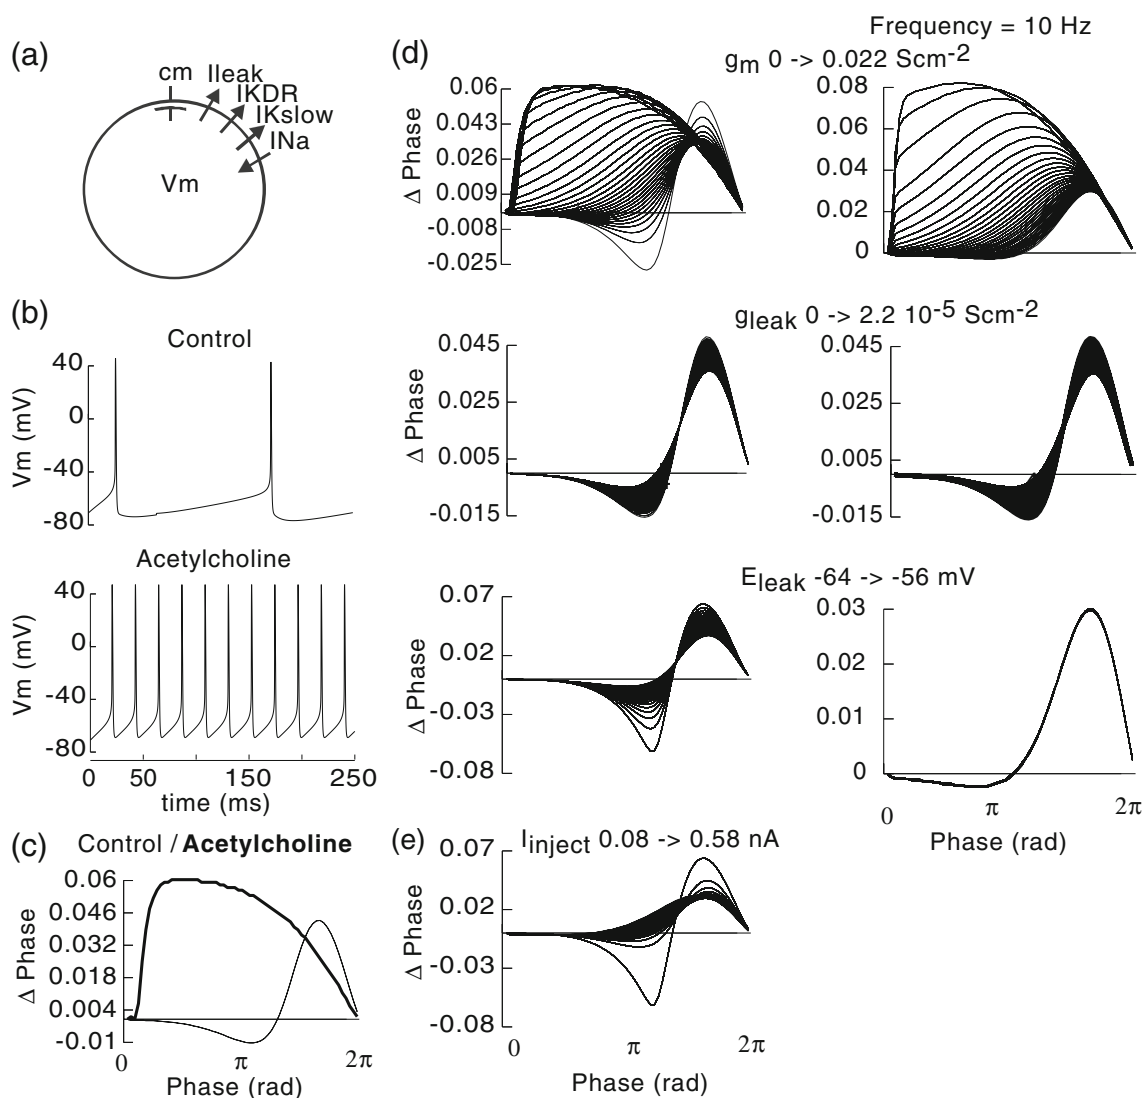 (a)
cm
Ileak
IKDR
IKslow
INa
Vm
(b)
Control
Vm (mV)
40
0
-40
-80
Acetylcholine
Vm (mV)
40
0
-40
-80
0 50 150 250
time (ms)
(c)
Control / Acetylcholine
Δ Phase
0.06
0.046
0.032
0.018
0.004
-0.01
0 π 2π
Phase (rad)
(d)
Frequency = 10 Hz
gm 0 -> 0.022 Scm-2
Δ Phase
0.06
0.043
0.026
0.009
-0.008
-0.025
0.08
0.06
0.04
0.02
0
gleak 0 -> 2.2 10-5 Scm-2
Δ Phase
0.045
0.025
0.005
-0.015
0.045
0.025
0.005
-0.015
Eleak -64 -> -56 mV
Δ Phase
0.07
0.02
-0.03
-0.08
0.03
0.02
0.01
0
0 π 2π
Phase (rad)
(e)
Iinject 0.08 -> 0.58 nA
Δ Phase
0.07
0.02
-0.03
-0.08
0 π 2π
Phase (rad)